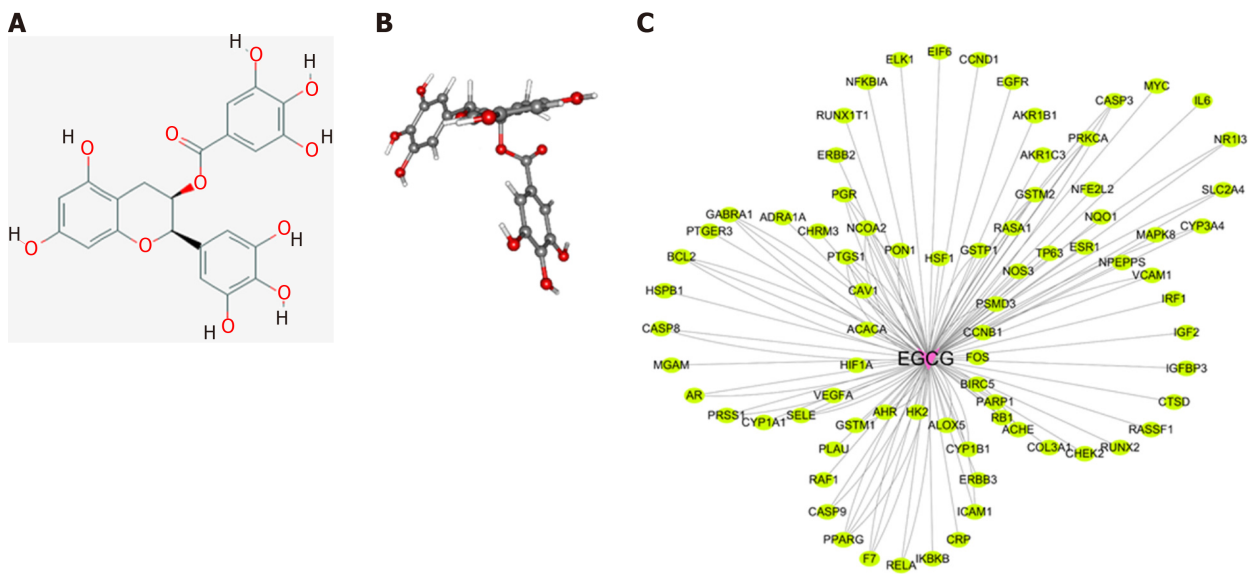 A
B
C
H
O
H
O
H
O
O
O
H
O
H
O
O
O
H
O
H
O
H
ELK1
EIF6
CCND1
NFKBIA
EGFR
MYC
CASP3
IL6
RUNX1T1
AKR1B1
PRKCA
NR1I3
ERBB2
AKR1C3
PGR
GSTM2
NFE2L2
SLC2A4
GABRA1
ADRA1A
NCOA2
RASA1
NQO1
CYP3A4
PTGER3
CHRM3
MAPK8
BCL2
PTGS1
PON1
HSF1
GSTP1
TP63
ESR1
NPEPPS
NOS3
VCAM1
HSPB1
CAV1
PSMD3
IRF1
CASP8
ACACA
CCNB1
IGF2
EGCG
FOS
MGAM
HIF1A
IGFBP3
BIRC5
AR
VEGFA
PARP1
CTSD
PRSS1
CYP1A1
SELE
AHR
HK2
RB1
GSTM1
ALOX5
ACHE
RASSF1
PLAU
CYP1B1
COL3A1
CHEK2
RUNX2
RAF1
ERBB3
CASP9
ICAM1
PPARG
CRP
F7
RELA
IKBKB